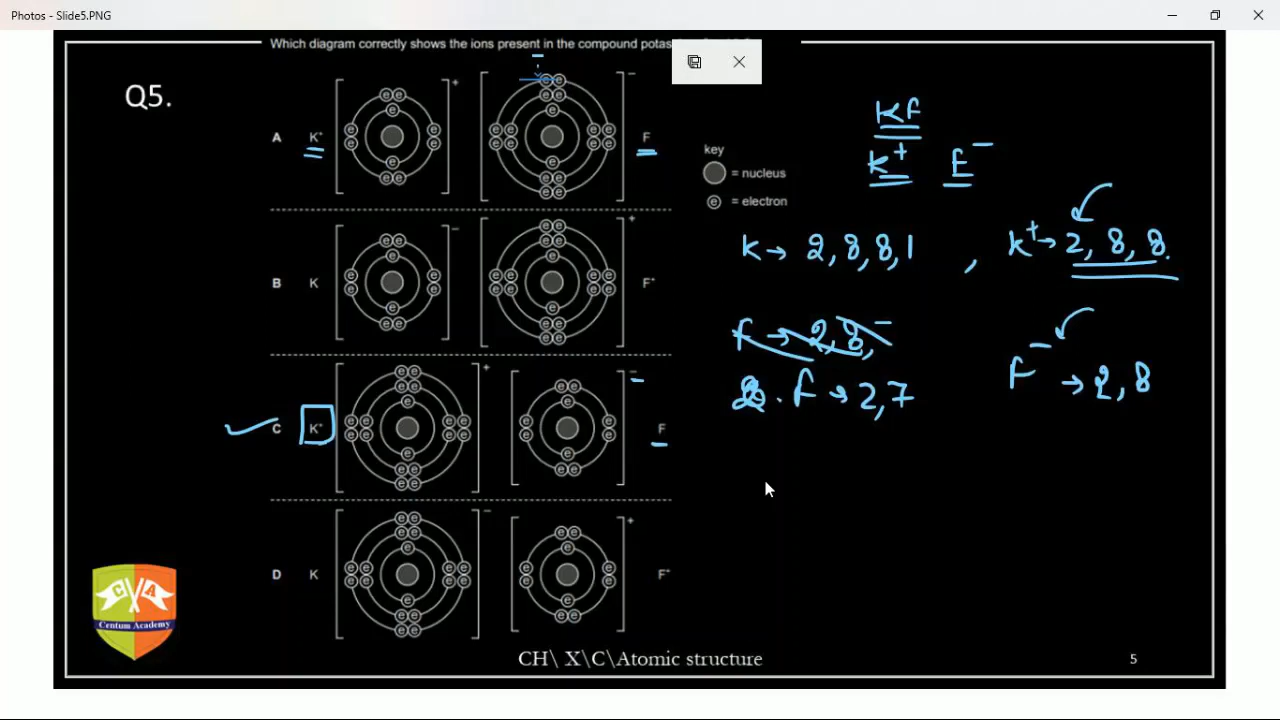 Photos - Slide5.PNG
Which diagram correctly shows the ions present in the compound
Q5.
A K⁺ + − F
B K − + F⁺
C K⁺ + − F
D K − + F⁺
key
= nucleus
e = electron
KF
K⁺ F⁻
K → 2, 8, 8, 1 , K⁺ → 2, 8, 8.
F → 2, 8,
F → 2, 7
F⁻ → 2, 8
C A
Centum Academy
CH\ X\C\Atomic structure
5